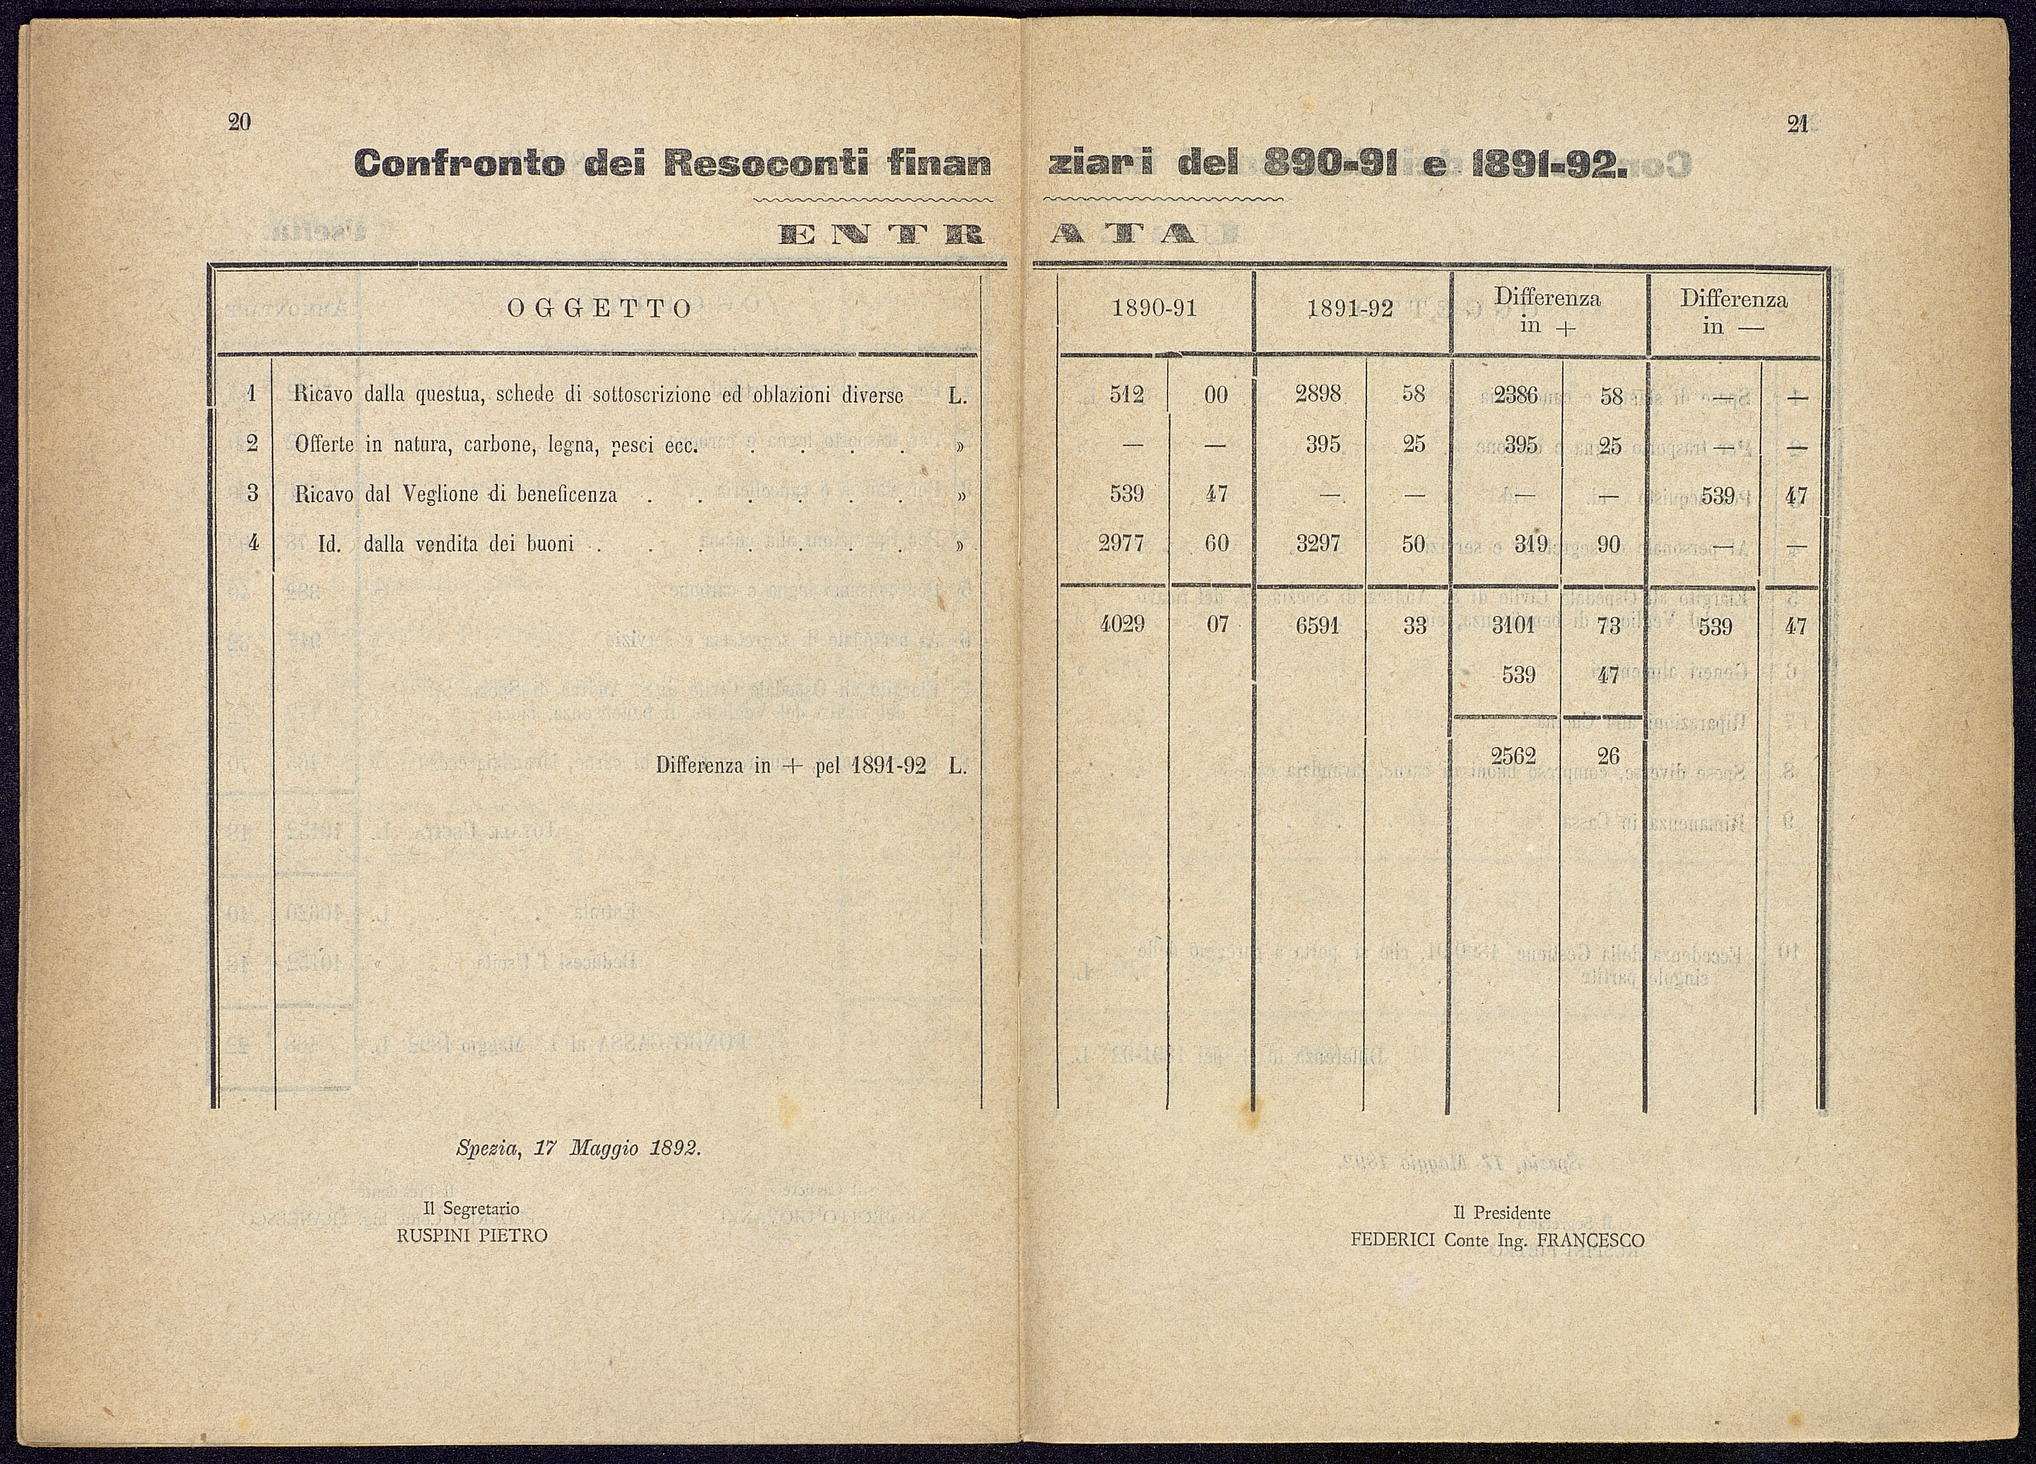 20
21
Confronto dei Resoconti finanziari del 890-91 e 1891-92.
ENTRATA
OGGETTO 1890-91 1891-92 Differenza in + Differenza in —
1 Ricavo dalla questua, schede di sottoscrizione ed oblazioni diverse L. 512 00 2898 58 2386 58 — —
2 Offerte in natura, carbone, legna, pesci ecc. . . . . » — — 395 25 395 25 — —
3 Ricavo dal Veglione di beneficenza . . . . . . » 539 47 — — — — 539 47
4 Id. dalla vendita dei buoni . . . . . . . » 2977 60 3297 50 319 90 — —
4029 07 6591 33 3101 73 539 47
539 47
Differenza in + pel 1891-92 L. 2562 26
Spezia, 17 Maggio 1892.
Il Segretario
RUSPINI PIETRO
Il Presidente
FEDERICI Conte Ing. FRANCESCO